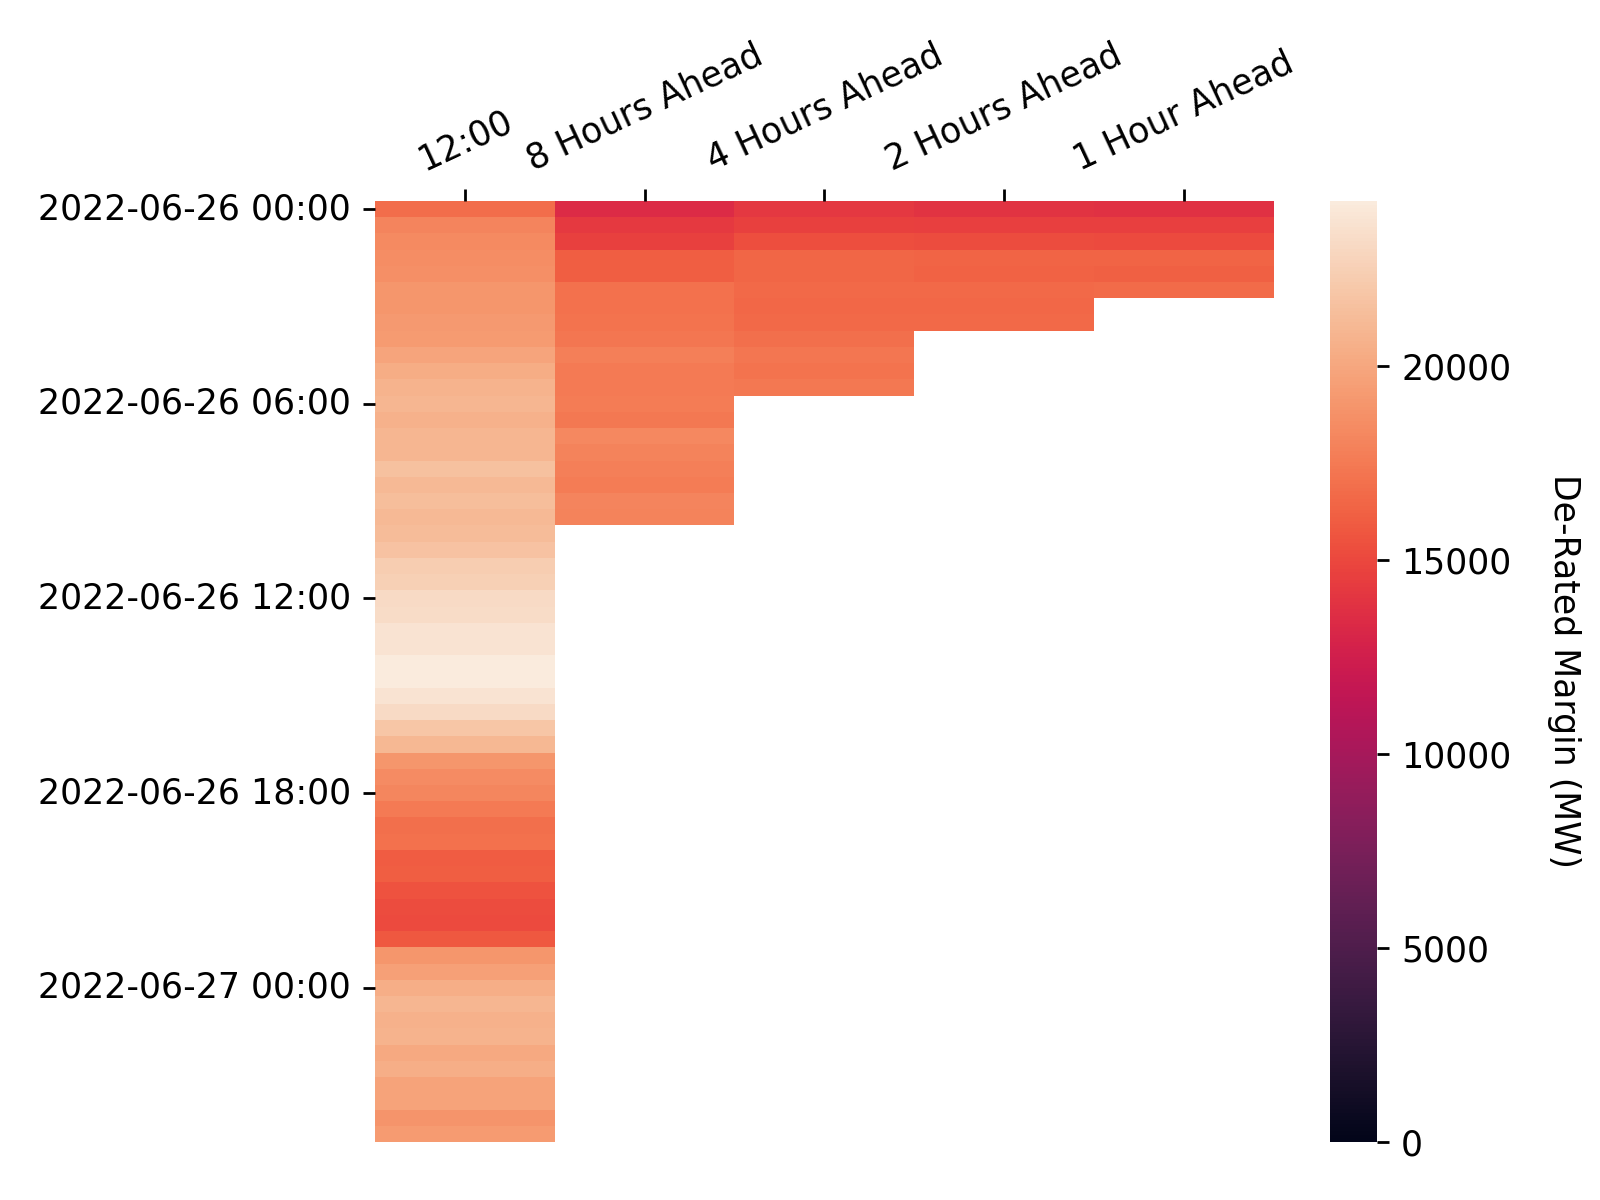 12:00
8 Hours Ahead
4 Hours Ahead
2 Hours Ahead
1 Hour Ahead
2022-06-26 00:00
2022-06-26 06:00
2022-06-26 12:00
2022-06-26 18:00
2022-06-27 00:00
20000
15000
10000
5000
0
De-Rated Margin (MW)